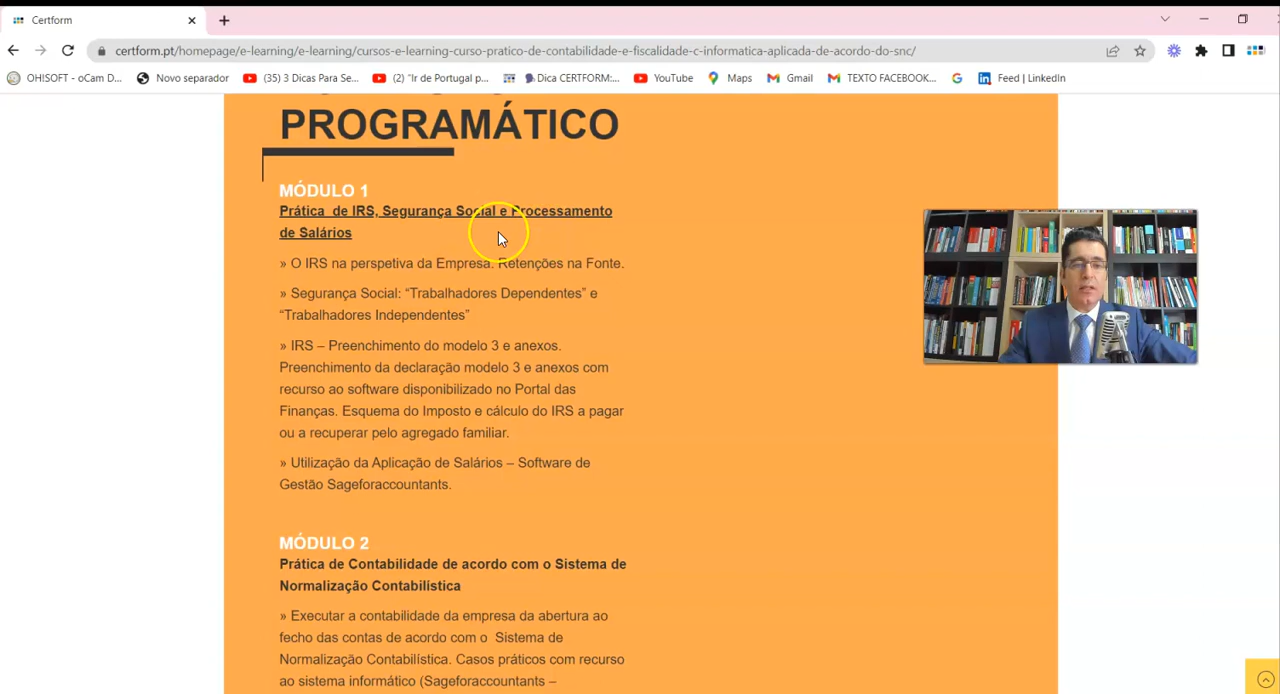 Certform
certform.pt/homepage/e-learning/e-learning/cursos-e-learning-curso-pratico-de-contabilidade-e-fiscalidade-c-informatica-aplicada-de-acordo-do-snc/
OHISOFT - oCam D... Novo separador (35) 3 Dicas Para Se... (2) "Ir de Portugal p... Dica CERTFORM:... YouTube Maps Gmail TEXTO FACEBOOK... Feed | LinkedIn
PROGRAMÁTICO
MÓDULO 1
Prática de IRS, Segurança Social e Processamento
de Salários
» O IRS na perspetiva da Empresa. Retenções na Fonte.
» Segurança Social: “Trabalhadores Dependentes” e
“Trabalhadores Independentes”
» IRS – Preenchimento do modelo 3 e anexos.
Preenchimento da declaração modelo 3 e anexos com
recurso ao software disponibilizado no Portal das
Finanças. Esquema do Imposto e cálculo do IRS a pagar
ou a recuperar pelo agregado familiar.
» Utilização da Aplicação de Salários – Software de
Gestão Sageforaccountants.
MÓDULO 2
Prática de Contabilidade de acordo com o Sistema de
Normalização Contabilística
» Executar a contabilidade da empresa da abertura ao
fecho das contas de acordo com o Sistema de
Normalização Contabilística. Casos práticos com recurso
ao sistema informático (Sageforaccountants –